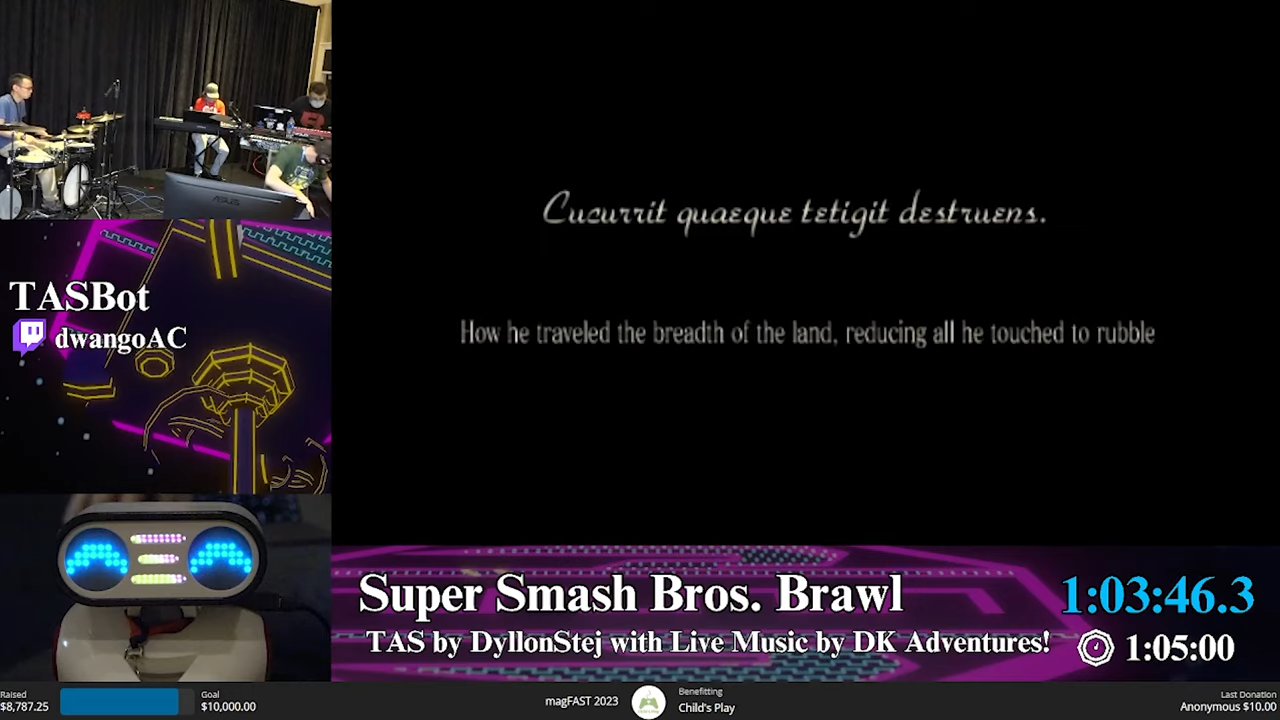 Cucurrit quaeque tetigit destruens.
How he traveled the breadth of the land, reducing all he touched to rubble
ASUS
TASBot
dwangoAC
Super Smash Bros. Brawl
1:03:46.3
TAS by DyllonStej with Live Music by DK Adventures!
1:05:00
Raised
$8,787.25
Goal
$10,000.00
magFAST 2023
Benefitting
Child's Play
Last Donation
Anonymous $10.00